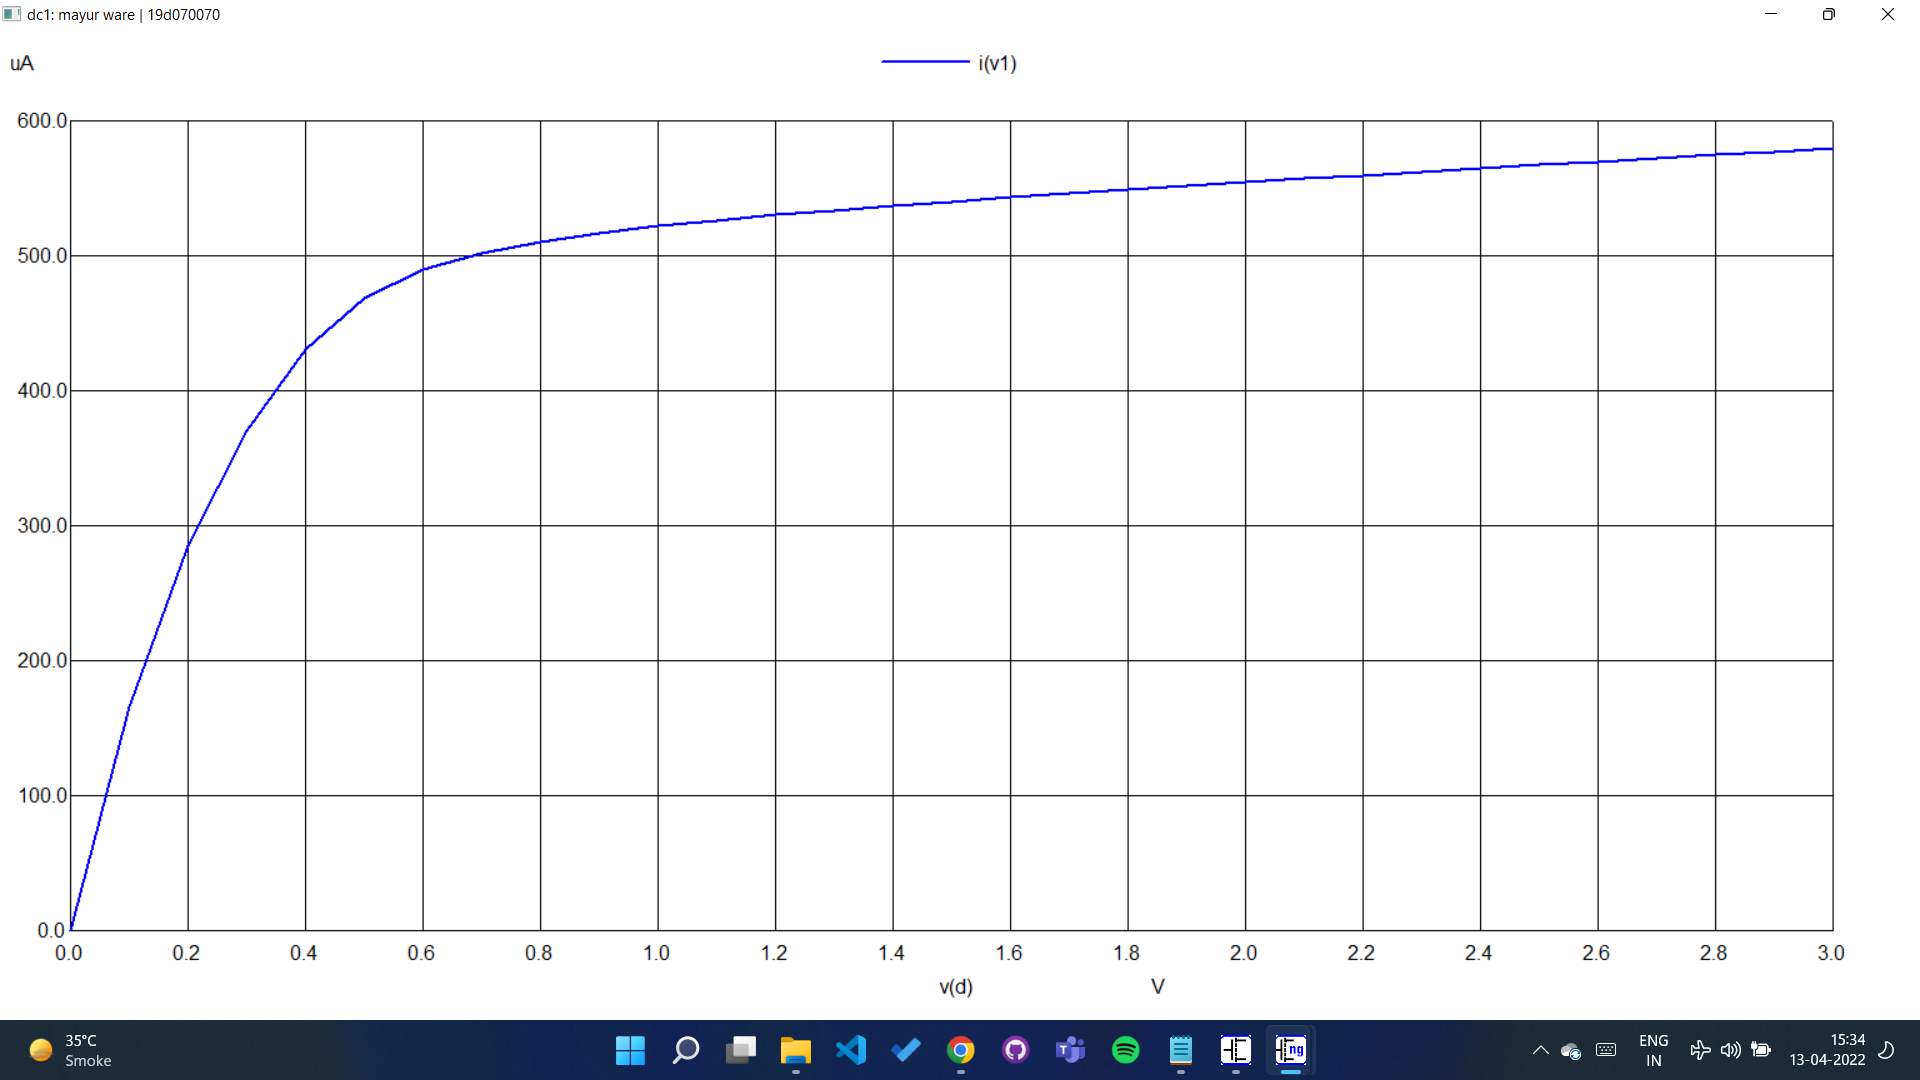 dc1: mayur ware | 19d070070
uA
i(v1)
600.0
500.0
400.0
300.0
200.0
100.0
0.0
0.0 0.2 0.4 0.6 0.8 1.0 1.2 1.4 1.6 1.8 2.0 2.2 2.4 2.6 2.8 3.0
v(d) V
35°C
Smoke
T
ng
ENG
IN
15:34
13-04-2022